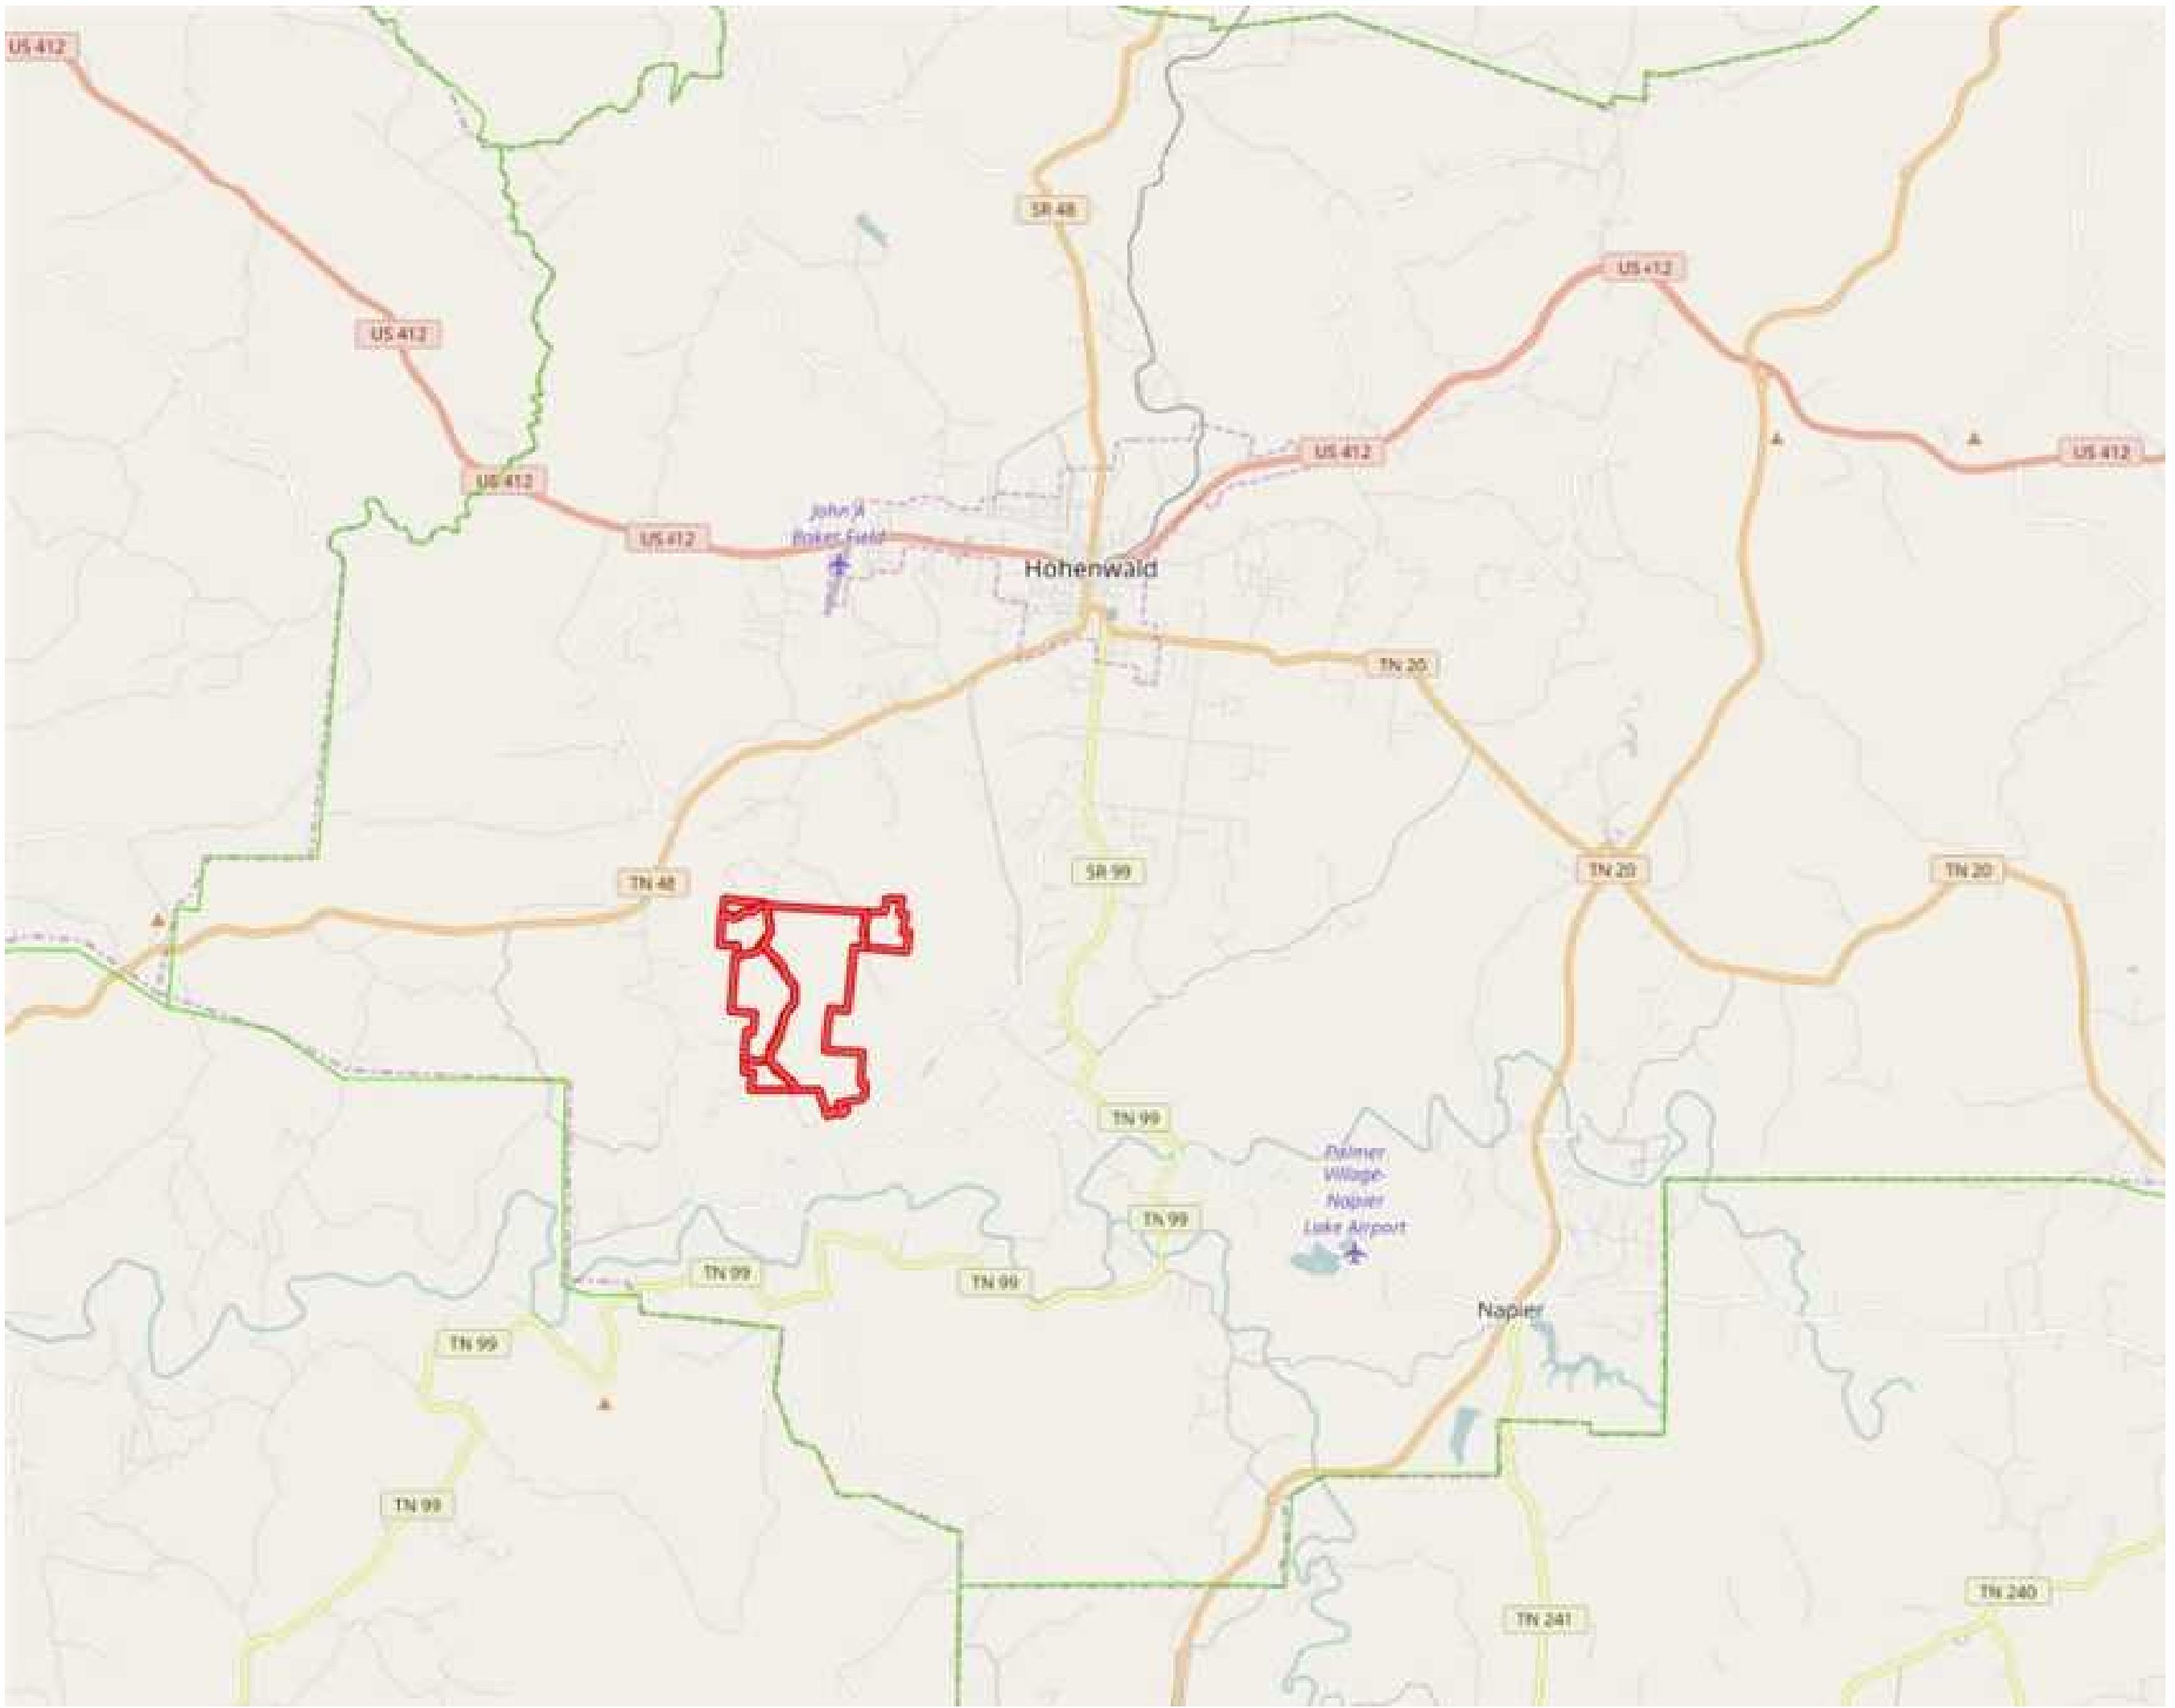 US 412
SR 48
US 412
US 412
US 412
US 412
US 412
US 412
John A
Baker Field
Hohenwald
TN 20
TN 48
SR 99
TN 20
TN 20
TN 99
Palmer
Village-
Napier
Lake Airport
TN 99
TN 99
TN 99
Napier
TN 99
TN 99
TN 240
TN 241